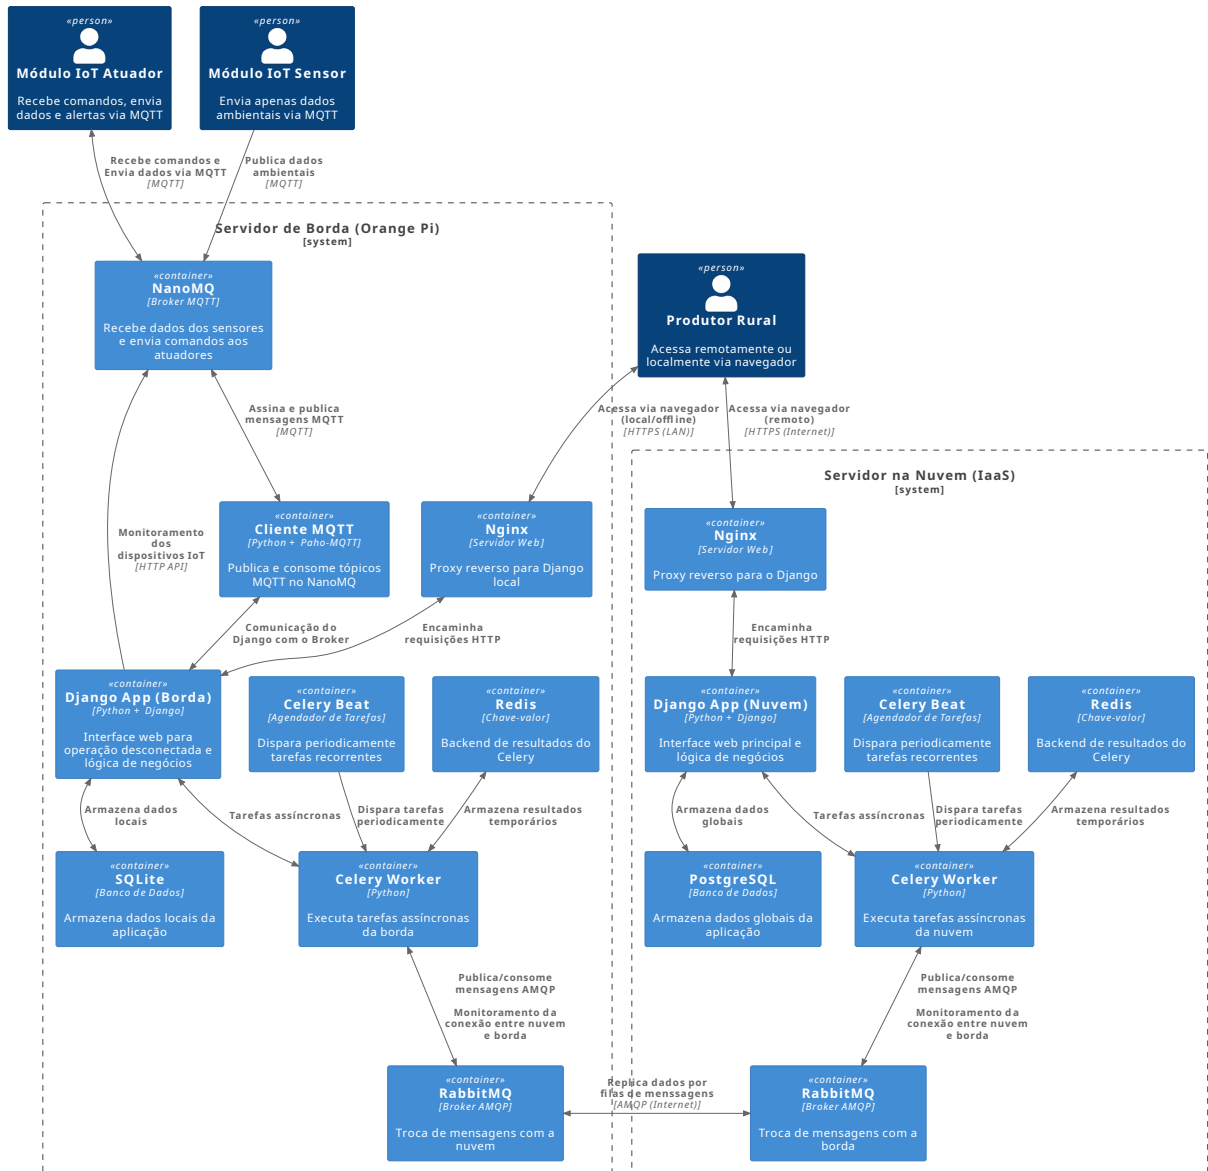 «person»
Módulo IoT Atuador
Recebe comandos, envia
dados e alertas via MQTT
«person»
Módulo IoT Sensor
Envia apenas dados
ambientais via MQTT
Recebe comandos e
Envia dados via MQTT
[MQTT]
Publica dados
ambientais
[MQTT]
Servidor de Borda (Orange Pi)
[system]
«container»
NanoMQ
[Broker MQTT]
Recebe dados dos sensores
e envia comandos aos
atuadores
«person»
Produtor Rural
Acessa remotamente ou
localmente via navegador
Assina e publica
mensagens MQTT
[MQTT]
Acessa via navegador
(local/offline)
[HTTPS (LAN)]
Acessa via navegador
(remoto)
[HTTPS (Internet)]
Servidor na Nuvem (IaaS)
[system]
Monitoramento
dos
dispositivos IoT
[HTTP API]
«container»
Cliente MQTT
[Python + Paho-MQTT]
Publica e consome tópicos
MQTT no NanoMQ
«container»
Nginx
[Servidor Web]
Proxy reverso para Django
local
«container»
Nginx
[Servidor Web]
Proxy reverso para o Django
Comunicação do
Django com o Broker
Encaminha
requisições HTTP
Encaminha
requisições HTTP
«container»
Django App (Borda)
[Python + Django]
Interface web para
operação desconectada e
lógica de negócios
«container»
Celery Beat
[Agendador de Tarefas]
Dispara periodicamente
tarefas recorrentes
«container»
Redis
[Chave-valor]
Backend de resultados do
Celery
«container»
Django App (Nuvem)
[Python + Django]
Interface web principal e
lógica de negócios
«container»
Celery Beat
[Agendador de Tarefas]
Dispara periodicamente
tarefas recorrentes
«container»
Redis
[Chave-valor]
Backend de resultados do
Celery
Armazena dados
locais
Tarefas assíncronas
Dispara tarefas
periodicamente
Armazena resultados
temporários
Armazena dados
globais
Tarefas assíncronas
Dispara tarefas
periodicamente
Armazena resultados
temporários
«container»
SQLite
[Banco de Dados]
Armazena dados locais da
aplicação
«container»
Celery Worker
[Python]
Executa tarefas assíncronas
da borda
«container»
PostgreSQL
[Banco de Dados]
Armazena dados globais da
aplicação
«container»
Celery Worker
[Python]
Executa tarefas assíncronas
da nuvem
Publica/consome
mensagens AMQP
Monitoramento da
conexão entre nuvem
e borda
Publica/consome
mensagens AMQP
Monitoramento da
conexão entre nuvem
e borda
«container»
RabbitMQ
[Broker AMQP]
Troca de mensagens com a
nuvem
Replica dados por
filas de menssagens
[AMQP (Internet)]
«container»
RabbitMQ
[Broker AMQP]
Troca de mensagens com a
borda